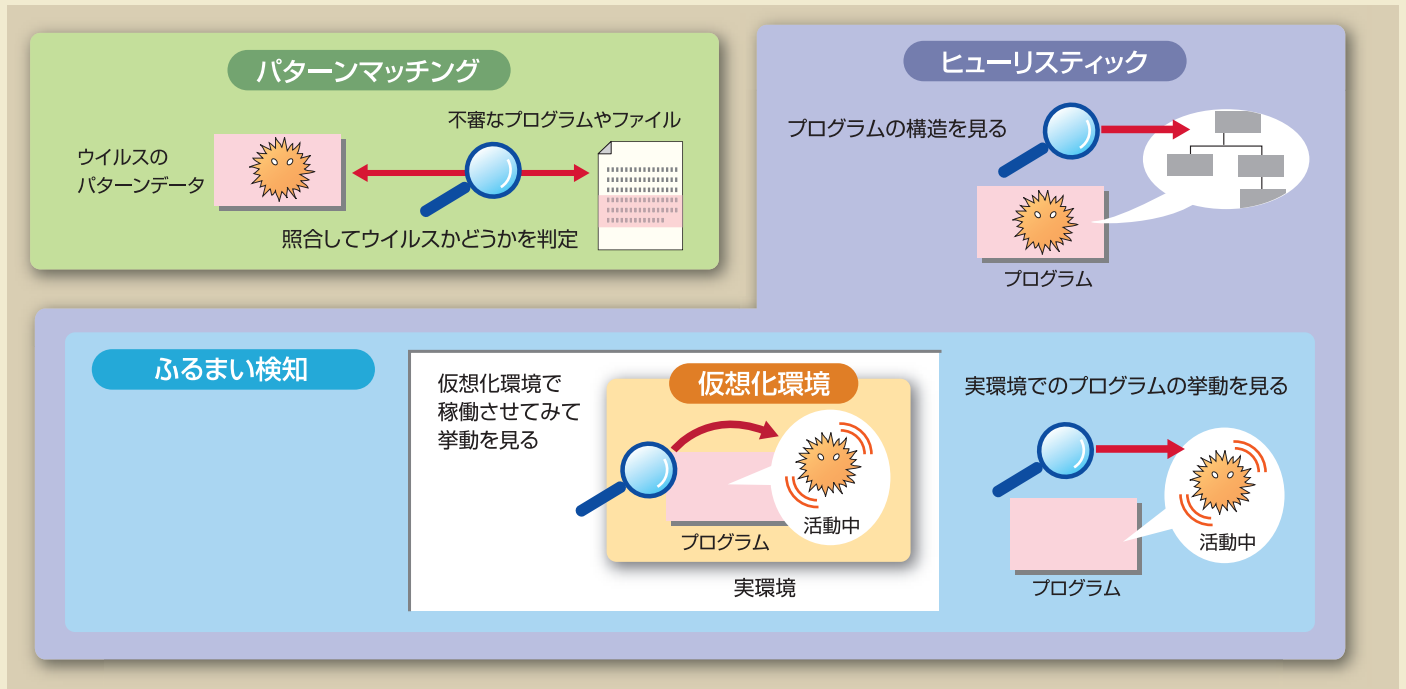 パターンマッチング
不審なプログラムやファイル
ウイルスの
パターンデータ
照合してウイルスかどうかを判定
ヒューリスティック
プログラムの構造を見る
プログラム
ふるまい検知
仮想化環境で
稼働させてみて
挙動を見る
仮想化環境
活動中
プログラム
実環境
実環境でのプログラムの挙動を見る
活動中
プログラム